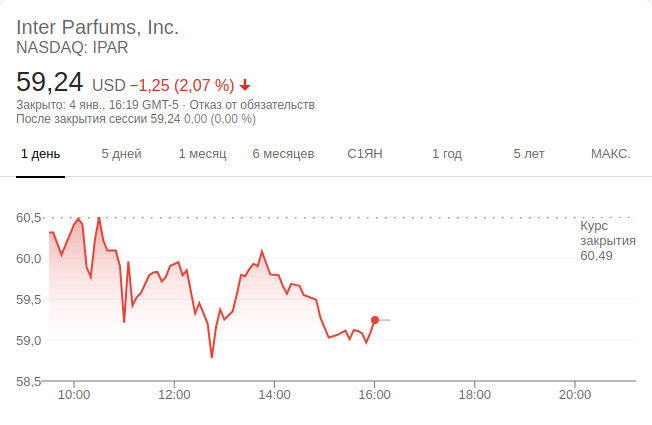 Inter Parfums, Inc.
NASDAQ: IPAR
59,24 USD −1,25 (2,07 %)
Закрыто: 4 янв., 16:19 GMT-5 · Отказ от обязательств
После закрытия сессии 59,24 0,00 (0,00 %)
1 день 5 дней 1 месяц 6 месяцев С1ЯН 1 год 5 лет МАКС.
60,5
60,0
59,5
59,0
58,5
Курс
закрытия
60,49
10:00 12:00 14:00 16:00 18:00 20:00